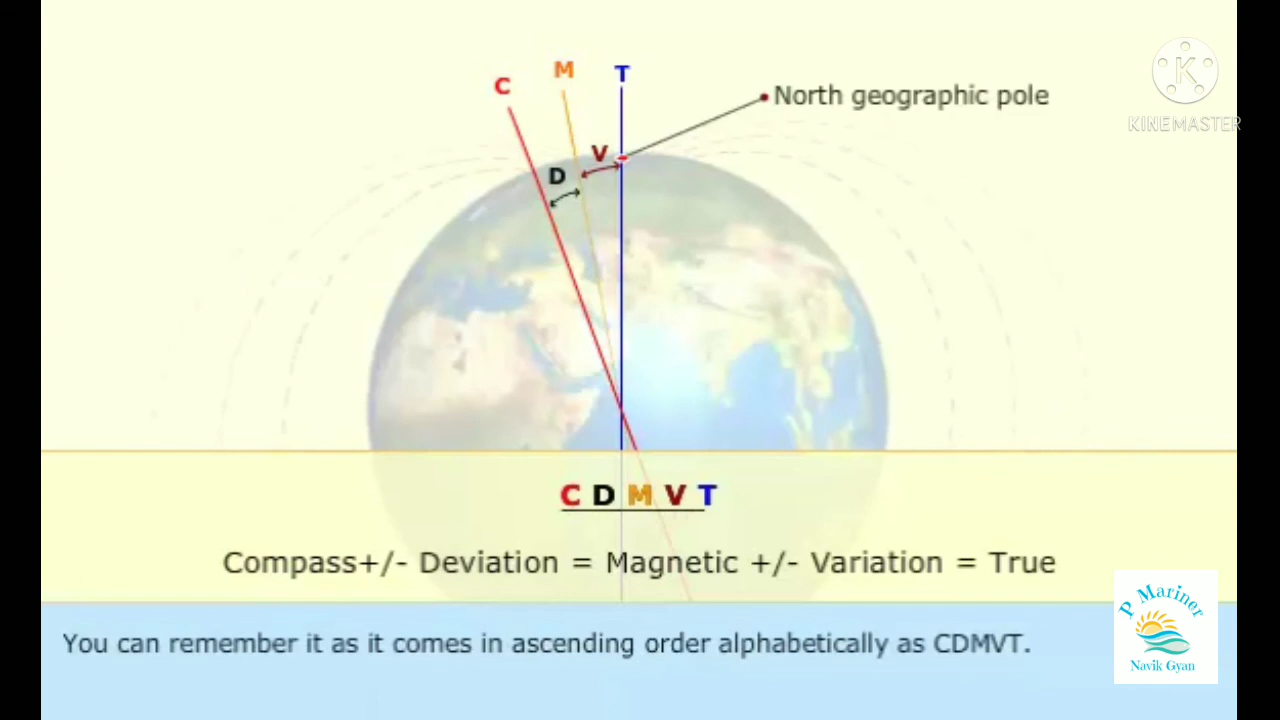 C
M
T
North geographic pole
V
D
K
KINEMASTER
C D M V T
Compass+/- Deviation = Magnetic +/- Variation = True
You can remember it as it comes in ascending order alphabetically as CDMVT.
P Mariner
Navik Gyan